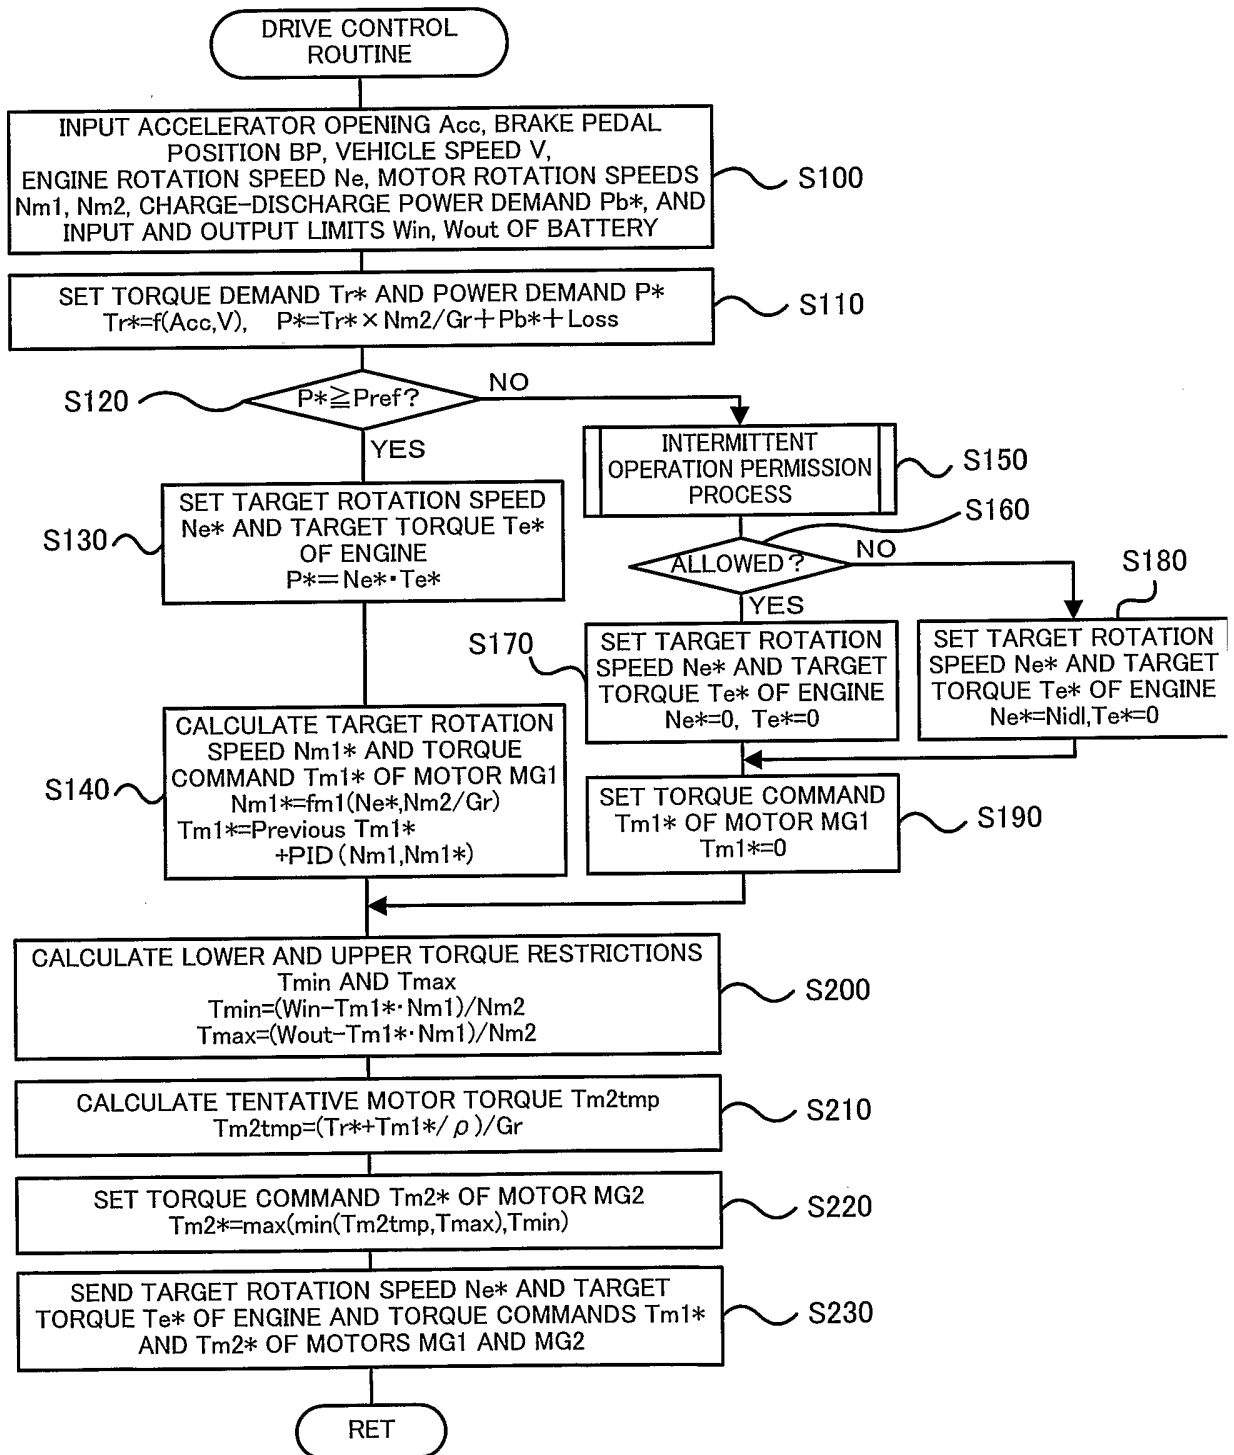 DRIVE CONTROL
ROUTINE
INPUT ACCELERATOR OPENING Acc, BRAKE PEDAL
POSITION BP, VEHICLE SPEED V,
ENGINE ROTATION SPEED Ne, MOTOR ROTATION SPEEDS
Nm1, Nm2, CHARGE-DISCHARGE POWER DEMAND Pb*, AND
INPUT AND OUTPUT LIMITS Win, Wout OF BATTERY
S100
SET TORQUE DEMAND Tr* AND POWER DEMAND P*
Tr*=f(Acc,V), P*=Tr*×Nm2/Gr+Pb*+Loss
S110
S120
P*≧Pref?
NO
YES
INTERMITTENT
OPERATION PERMISSION
PROCESS
S150
S160
SET TARGET ROTATION SPEED
Ne* AND TARGET TORQUE Te*
OF ENGINE
P*=Ne*·Te*
S130
ALLOWED?
NO
YES
S180
S170
SET TARGET ROTATION
SPEED Ne* AND TARGET
TORQUE Te* OF ENGINE
Ne*=0, Te*=0
SET TARGET ROTATION
SPEED Ne* AND TARGET
TORQUE Te* OF ENGINE
Ne*=Nidl,Te*=0
CALCULATE TARGET ROTATION
SPEED Nm1* AND TORQUE
COMMAND Tm1* OF MOTOR MG1
Nm1*=fm1(Ne*,Nm2/Gr)
Tm1*=Previous Tm1*
+PID(Nm1,Nm1*)
S140
SET TORQUE COMMAND
Tm1* OF MOTOR MG1
Tm1*=0
S190
CALCULATE LOWER AND UPPER TORQUE RESTRICTIONS
Tmin AND Tmax
Tmin=(Win-Tm1*·Nm1)/Nm2
Tmax=(Wout-Tm1*·Nm1)/Nm2
S200
CALCULATE TENTATIVE MOTOR TORQUE Tm2tmp
Tm2tmp=(Tr*+Tm1*/ρ)/Gr
S210
SET TORQUE COMMAND Tm2* OF MOTOR MG2
Tm2*=max(min(Tm2tmp,Tmax),Tmin)
S220
SEND TARGET ROTATION SPEED Ne* AND TARGET
TORQUE Te* OF ENGINE AND TORQUE COMMANDS Tm1*
AND Tm2* OF MOTORS MG1 AND MG2
S230
RET